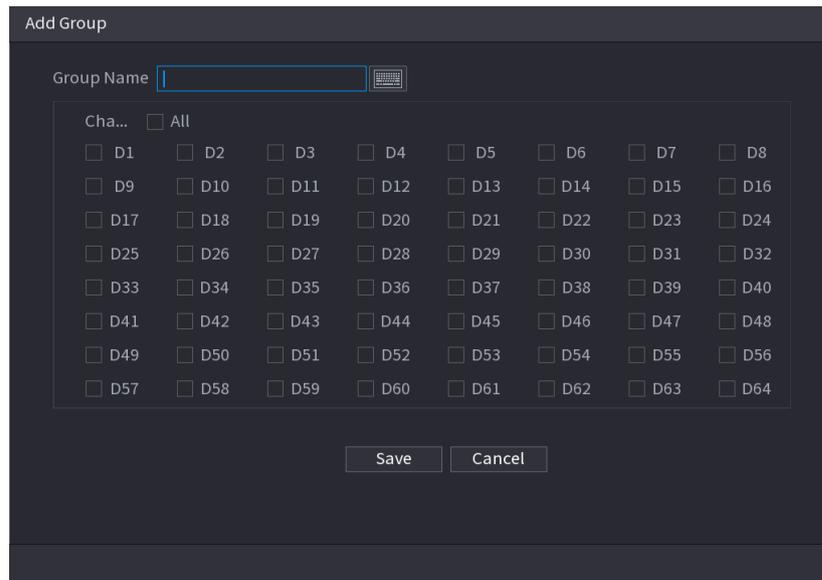 Add Group
Group Name
Cha... All
D1 D2 D3 D4 D5 D6 D7 D8
D9 D10 D11 D12 D13 D14 D15 D16
D17 D18 D19 D20 D21 D22 D23 D24
D25 D26 D27 D28 D29 D30 D31 D32
D33 D34 D35 D36 D37 D38 D39 D40
D41 D42 D43 D44 D45 D46 D47 D48
D49 D50 D51 D52 D53 D54 D55 D56
D57 D58 D59 D60 D61 D62 D63 D64
Save Cancel